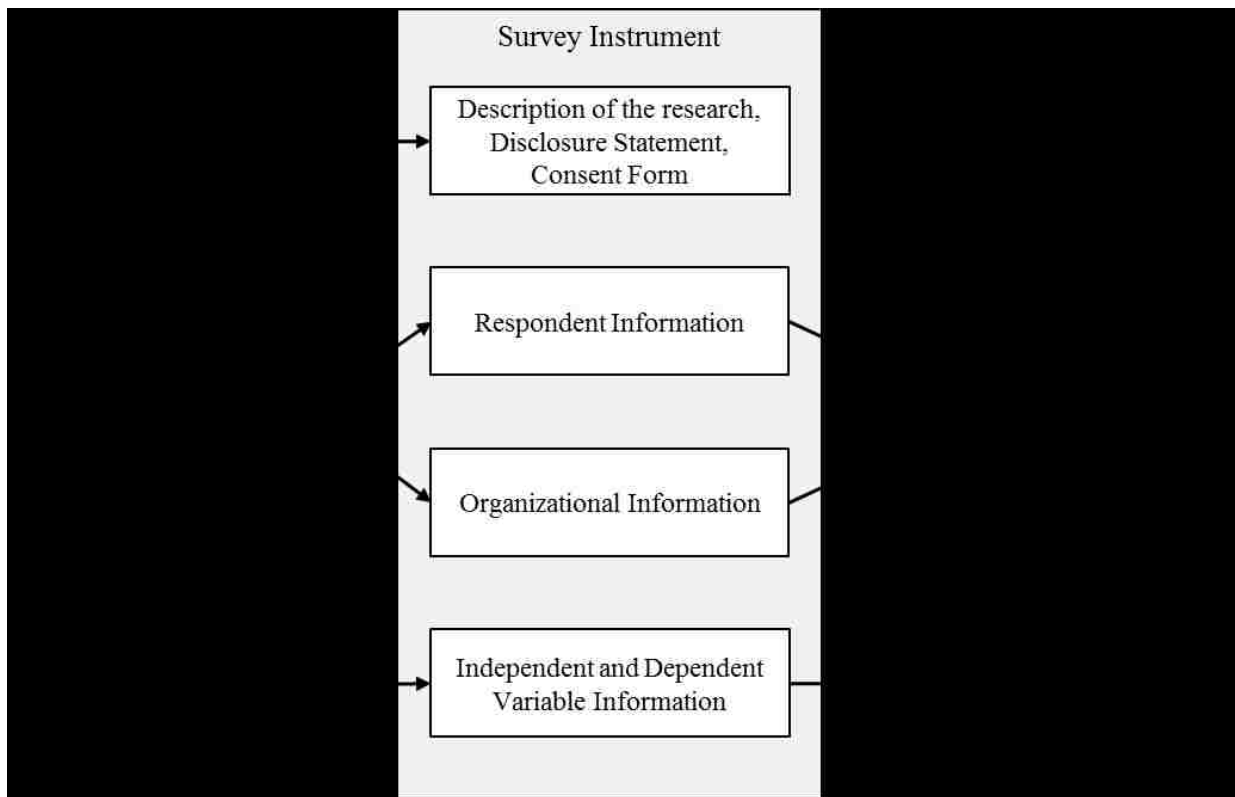 Survey Instrument
Description of the research,
Disclosure Statement,
Consent Form
Respondent Information
Organizational Information
Independent and Dependent
Variable Information